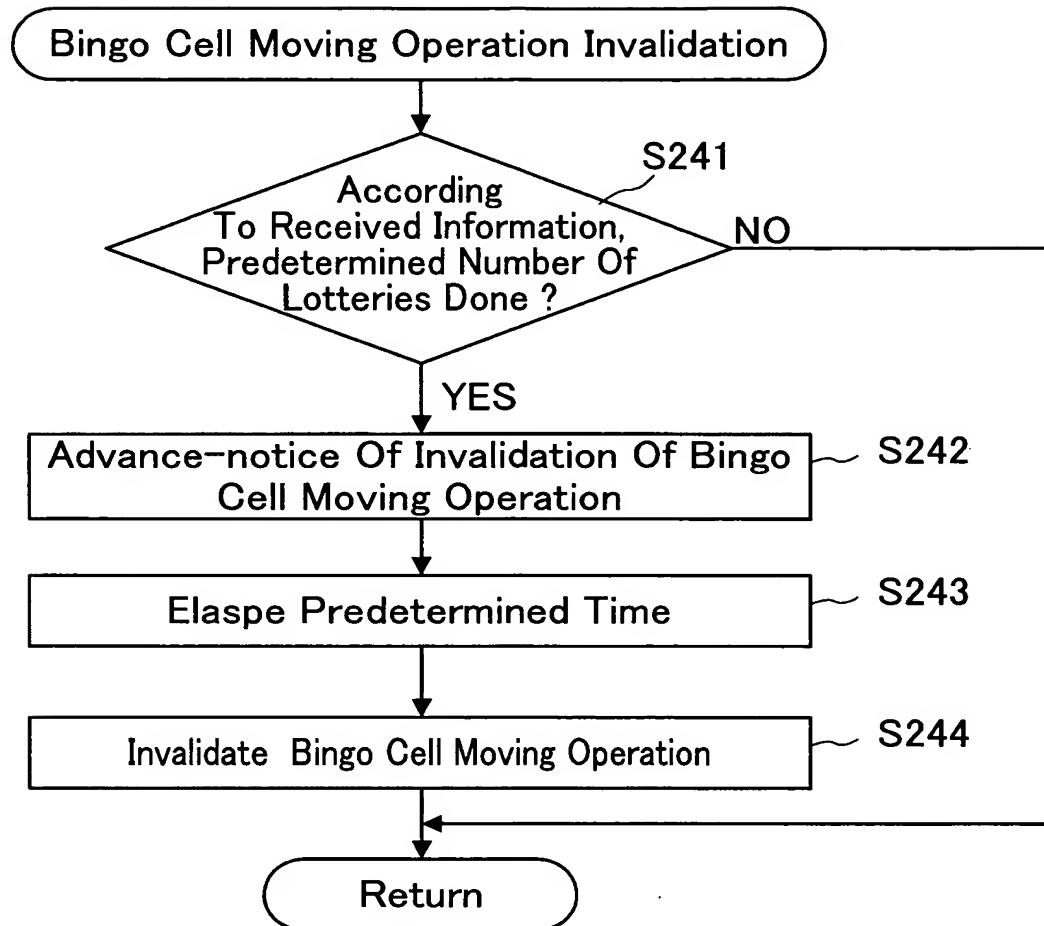 Bingo Cell Moving Operation Invalidation
S241
According
To Received Information,
Predetermined Number Of
Lotteries Done ?
NO
YES
Advance-notice Of Invalidation Of Bingo
Cell Moving Operation
S242
Elaspe Predetermined Time
S243
Invalidate Bingo Cell Moving Operation
S244
Return